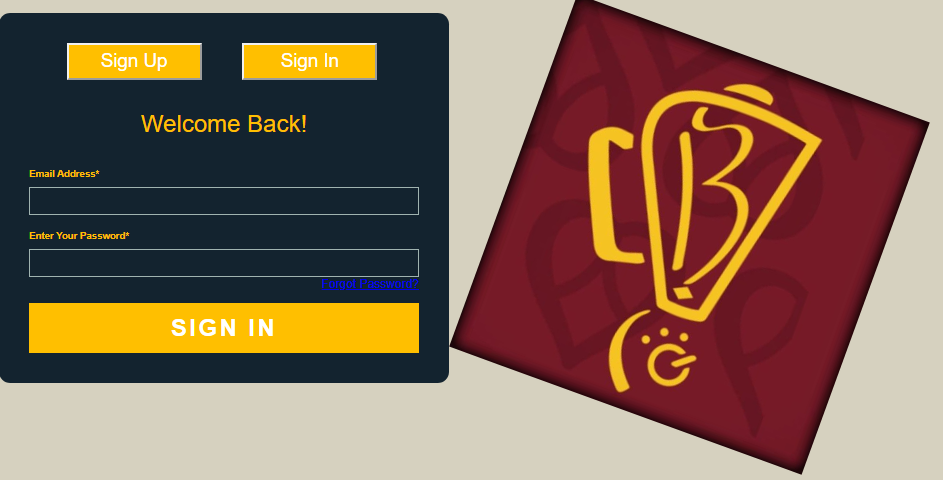 Sign Up
Sign In
Welcome Back!
Email Address*
Enter Your Password*
Forgot Password?
SIGN IN
B